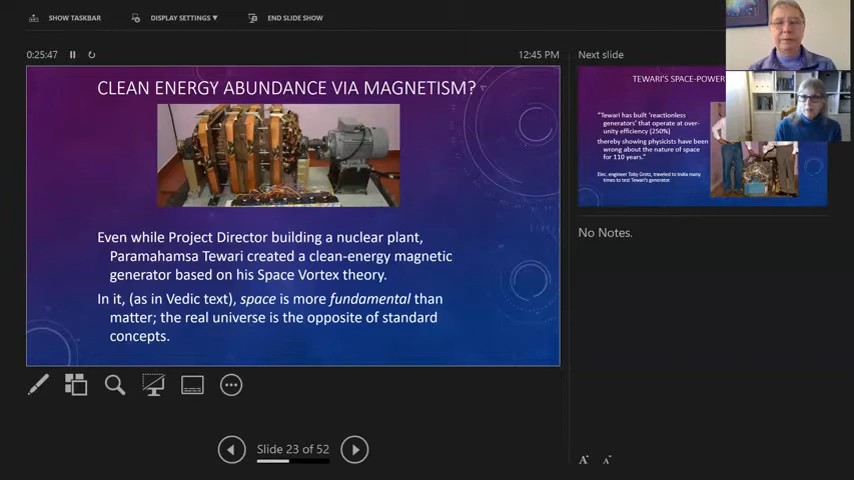 SHOW TASKBAR
DISPLAY SETTINGS ▾
END SLIDE SHOW
0:25:47
12:45 PM
CLEAN ENERGY ABUNDANCE VIA MAGNETISM?
Even while Project Director building a nuclear plant,
Paramahamsa Tewari created a clean-energy magnetic
generator based on his Space Vortex theory.
In it, (as in Vedic text), space is more fundamental than
matter; the real universe is the opposite of standard
concepts.
Slide 23 of 52
Next slide
TEWARI'S SPACE-POWER
"Tewari has built 'reactionless
generators' that operate at over-
unity efficiency (250%)
thereby showing physicists have been
wrong about the nature of space
for 110 years."
Elec. engineer Toby Grotz, traveled to India many
times to test Tewari's generator.
No Notes.
A A